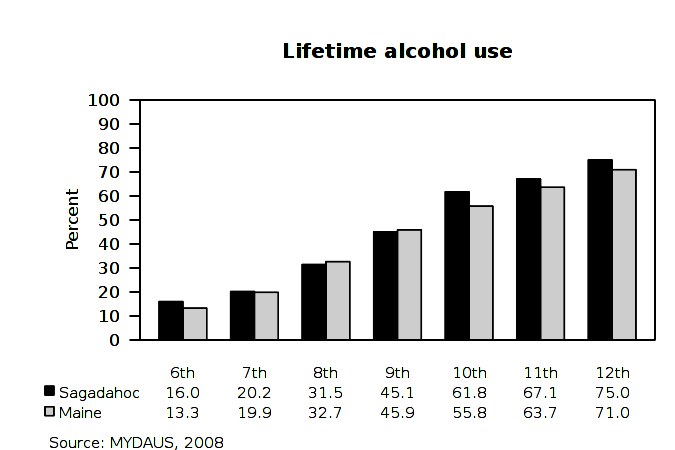 Lifetime alcohol use
100
90
80
70
60
50
40
30
20
10
0
Percent
6th 7th 8th 9th 10th 11th 12th
Sagadahoc 16.0 20.2 31.5 45.1 61.8 67.1 75.0
Maine 13.3 19.9 32.7 45.9 55.8 63.7 71.0
Source: MYDAUS, 2008